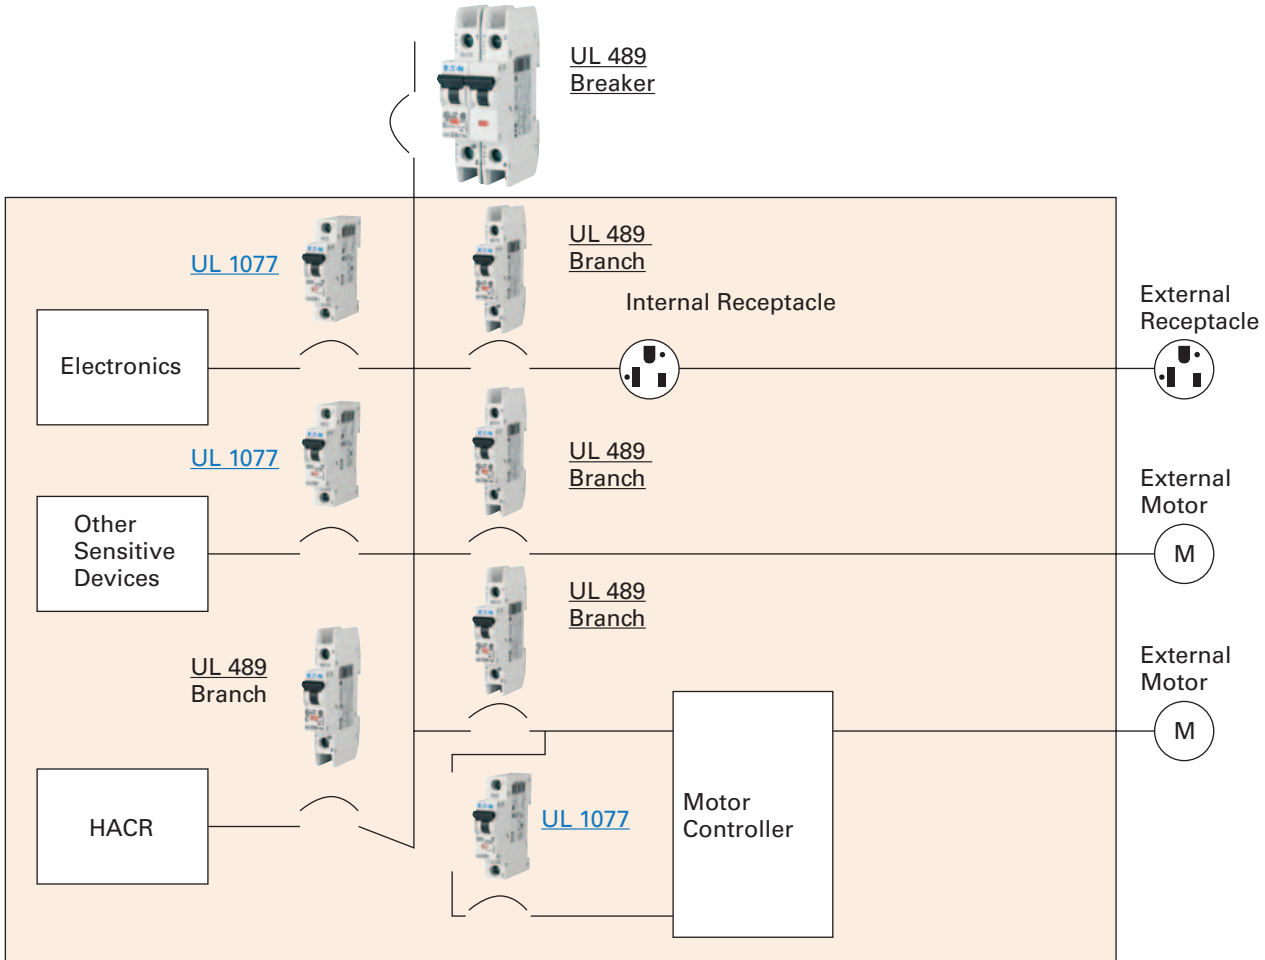 UL 489
Breaker
UL 1077
UL 489
Branch
Internal Receptacle
External
Receptacle
Electronics
UL 1077
UL 489
Branch
External
Motor
Other
Sensitive
Devices
M
UL 489
Branch
UL 489
Branch
External
Motor
M
HACR
UL 1077
Motor
Controller